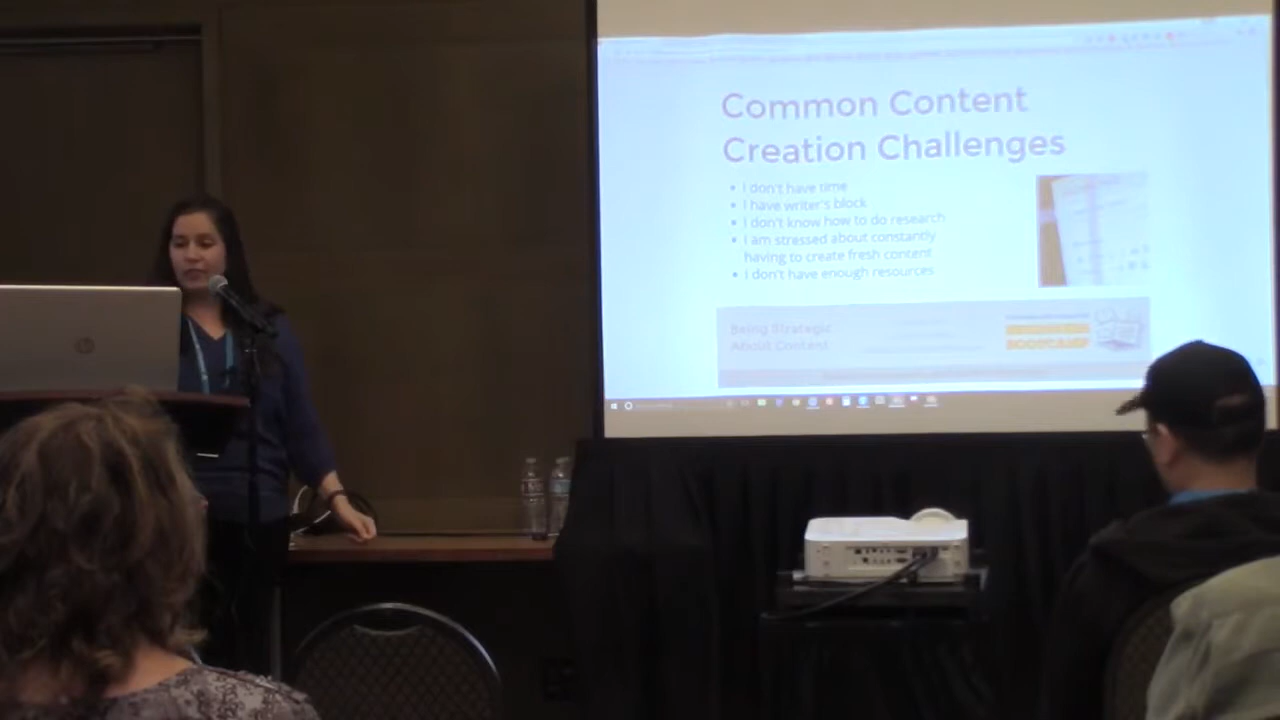 Common Content
Creation Challenges
• I don't have time
• I have writer's block
• I don't know how to do research
• I am stressed about constantly
having to create fresh content
• I don't have enough resources
Being Strategic
About Content
BOOTCAMP